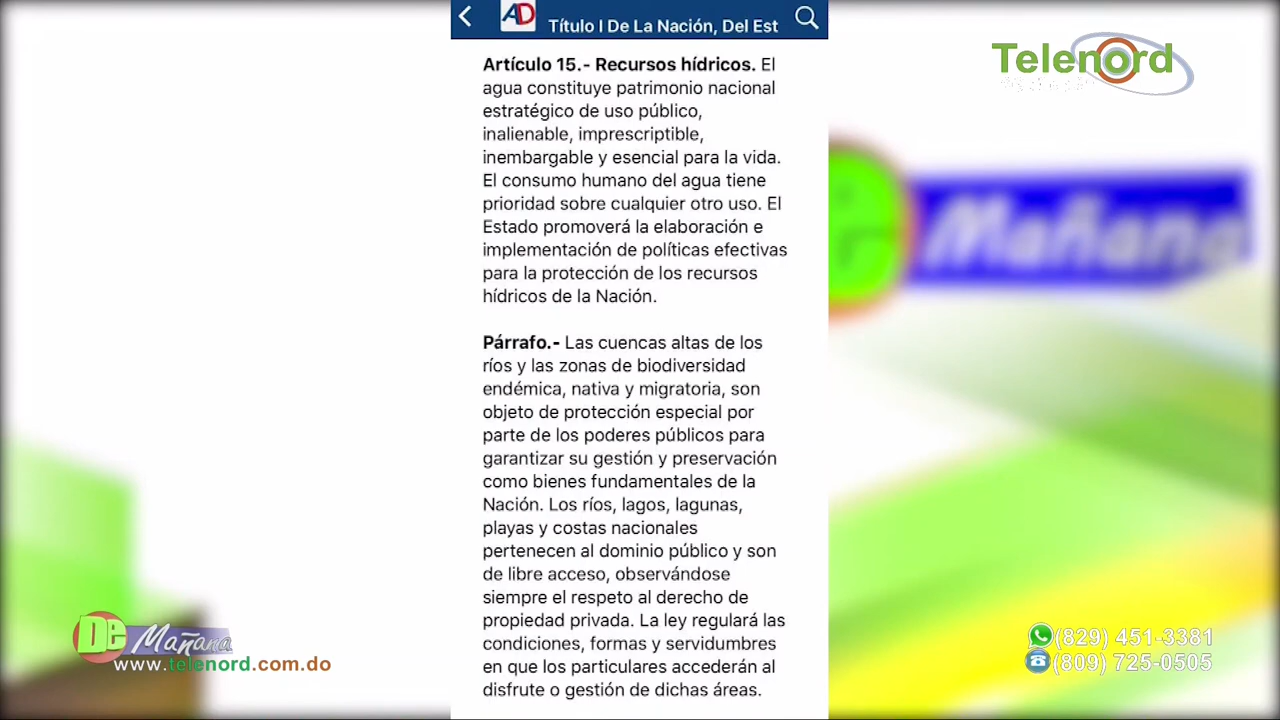 AD
Título I De La Nación, Del Est
Telenord
Artículo 15.- Recursos hídricos. El
agua constituye patrimonio nacional
estratégico de uso público,
inalienable, imprescriptible,
inembargable y esencial para la vida.
El consumo humano del agua tiene
prioridad sobre cualquier otro uso. El
Estado promoverá la elaboración e
implementación de políticas efectivas
para la protección de los recursos
hídricos de la Nación.
Párrafo.- Las cuencas altas de los
ríos y las zonas de biodiversidad
endémica, nativa y migratoria, son
objeto de protección especial por
parte de los poderes públicos para
garantizar su gestión y preservación
como bienes fundamentales de la
Nación. Los ríos, lagos, lagunas,
playas y costas nacionales
pertenecen al dominio público y son
de libre acceso, observándose
siempre el respeto al derecho de
propiedad privada. La ley regulará las
condiciones, formas y servidumbres
en que los particulares accederán al
disfrute o gestión de dichas áreas.
Mañana
De Mañana
www.telenord.com.do
(829) 451-3381
(809) 725-0505